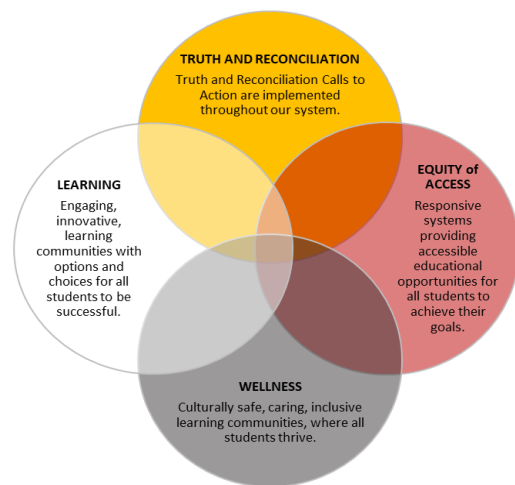 TRUTH AND RECONCILIATION
Truth and Reconciliation Calls to
Action are implemented
throughout our system.
LEARNING
Engaging,
innovative,
learning
communities with
options and
choices for all
students to be
successful.
EQUITY of
ACCESS
Responsive
systems
providing
accessible
educational
opportunities for
all students to
achieve their
goals.
WELLNESS
Culturally safe, caring, inclusive
learning communities, where all
students thrive.